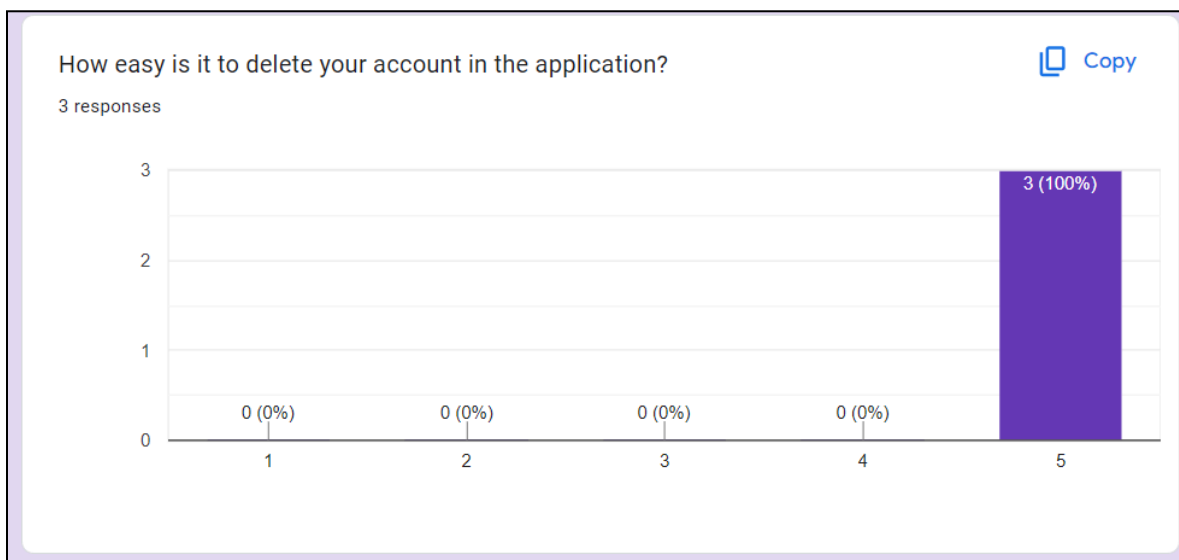 How easy is it to delete your account in the application?
Copy
3 responses
3
3 (100%)
2
1
0 (0%) 0 (0%) 0 (0%) 0 (0%)
0
1 2 3 4 5